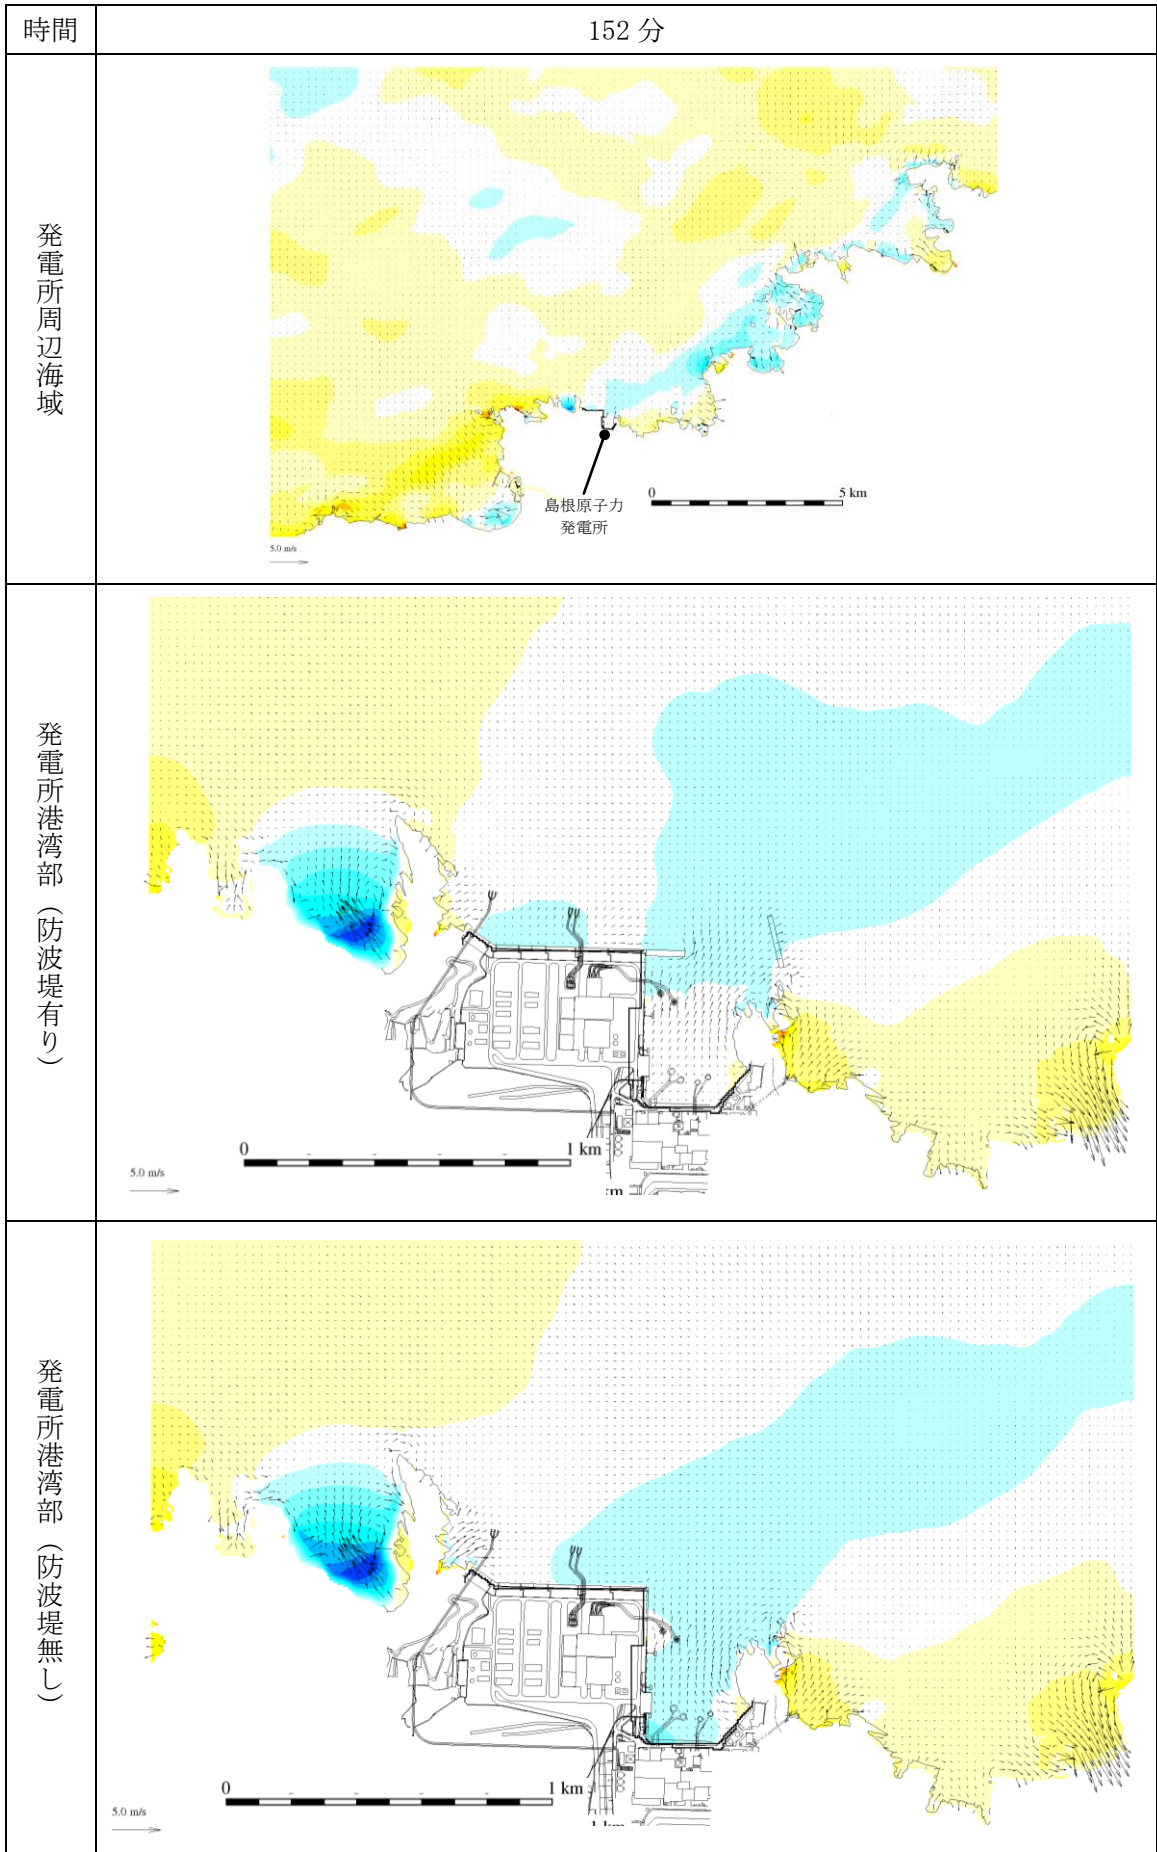 時間
152 分
発電所周辺海域
島根原子力
発電所
0
5 km
5.0 m/s
発電所港湾部（防波堤有り）
0
1 km
5.0 m/s
発電所港湾部（防波堤無し）
0
1 km
5.0 m/s